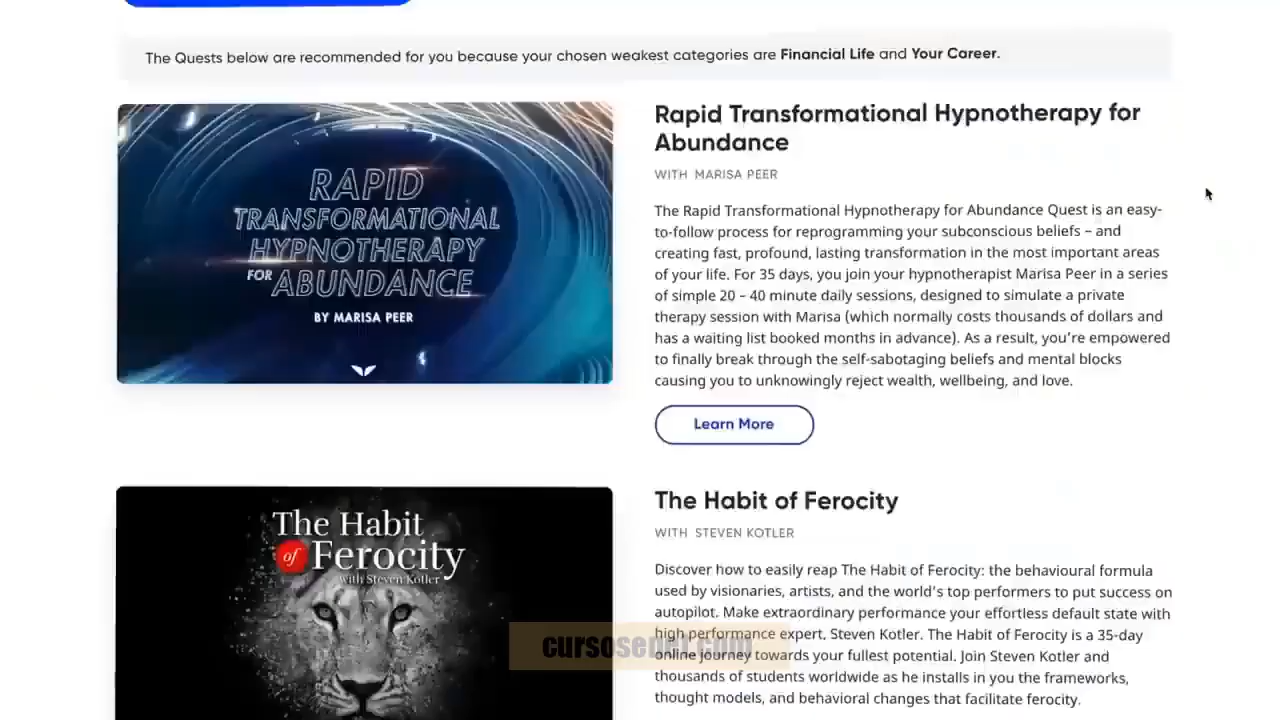 The Quests below are recommended for you because your chosen weakest categories are Financial Life and Your Career.
RAPID
TRANSFORMATIONAL
HYPNOTHERAPY
FOR ABUNDANCE
BY MARISA PEER
Rapid Transformational Hypnotherapy for
Abundance
WITH MARISA PEER
The Rapid Transformational Hypnotherapy for Abundance Quest is an easy-
to-follow process for reprogramming your subconscious beliefs – and
creating fast, profound, lasting transformation in the most important areas
of your life. For 35 days, you join your hypnotherapist Marisa Peer in a series
of simple 20 – 40 minute daily sessions, designed to simulate a private
therapy session with Marisa (which normally costs thousands of dollars and
has a waiting list booked months in advance). As a result, you're empowered
to finally break through the self-sabotaging beliefs and mental blocks
causing you to unknowingly reject wealth, wellbeing, and love.
Learn More
The Habit
of Ferocity
with Steven Kotler
The Habit of Ferocity
WITH STEVEN KOTLER
Discover how to easily reap The Habit of Ferocity: the behavioural formula
used by visionaries, artists, and the world's top performers to put success on
autopilot. Make extraordinary performance your effortless default state with
high performance expert, Steven Kotler. The Habit of Ferocity is a 35-day
online journey towards your fullest potential. Join Steven Kotler and
thousands of students worldwide as he installs in you the frameworks,
thought models, and behavioral changes that facilitate ferocity.